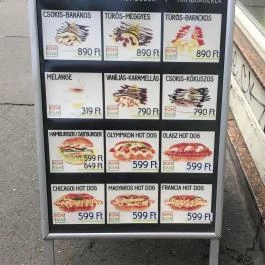 CSOKIS-BANÁNOS TÚRÓS-MEGGYES TÚRÓS-BARACKOS
890 Ft 890 Ft 890 Ft
MELANGE VANÍLIÁS-KARAMELLÁS CSOKIS-KÓKUSZOS
319 Ft 790 Ft 790 Ft
HAMBURGER / SAJTBURGER OLYMPIKON HOT DOG OLASZ HOT DOG
599 Ft
649 Ft 599 Ft 599 Ft
CHICAGOI HOT DOG MAGYAROS HOT DOG FRANCIA HOT DOG
599 Ft 599 Ft 599 Ft